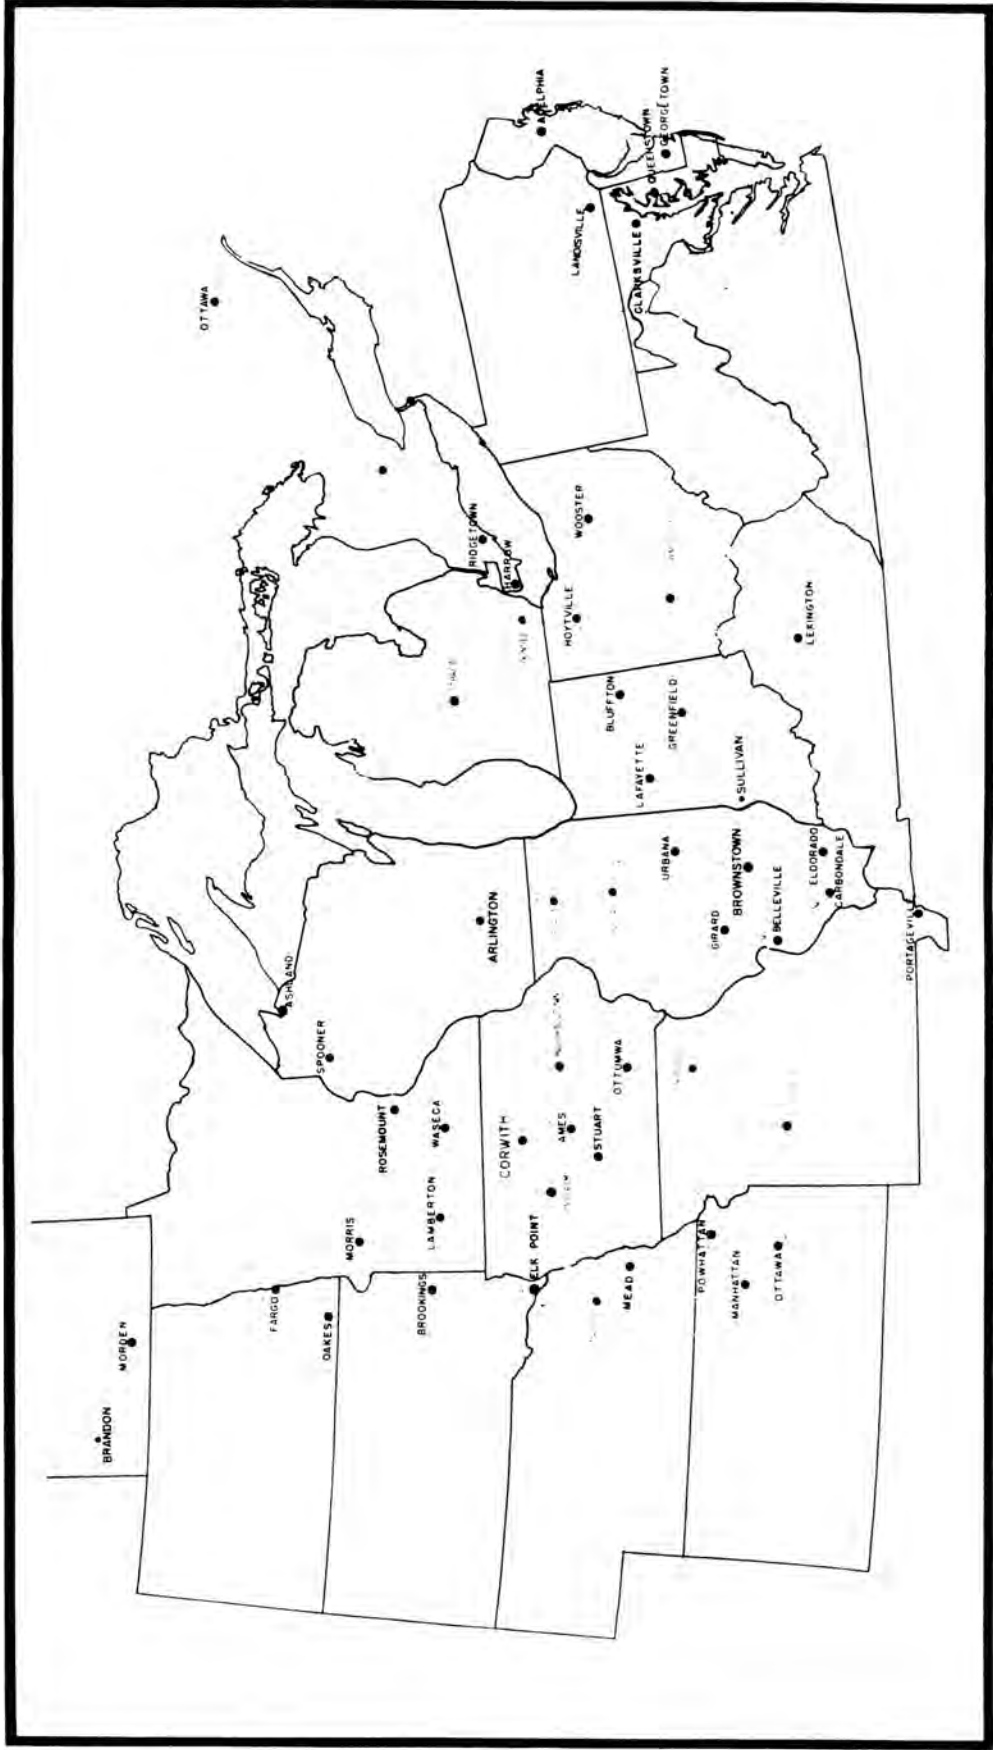 OTTAWA
ADELPHIA
GEORGETOWN
QUEENSTOWN
LANDISVILLE
CLARKSVILLE
RIDGETOWN
HARROW
WOOSTER
HOYTVILLE
LEXINGTON
BLUFFTON
GREENFIELD
LAFAYETTE
SULLIVAN
URBANA
BROWNSTOWN
GIRARD
BELLEVILLE
ELDORADO
CARBONDALE
PORTAGEVILLE
ARLINGTON
ASHLAND
SPOONER
ROSEMOUNT
WASECA
LAMBERTON
MORRIS
CORWITH
AMES
STUART
OTTUMWA
ELK POINT
BROOKINGS
FARGO
OAKES
MORDEN
BRANDON
MEAD
POWHATTAN
MANHATTAN
OTTAWA